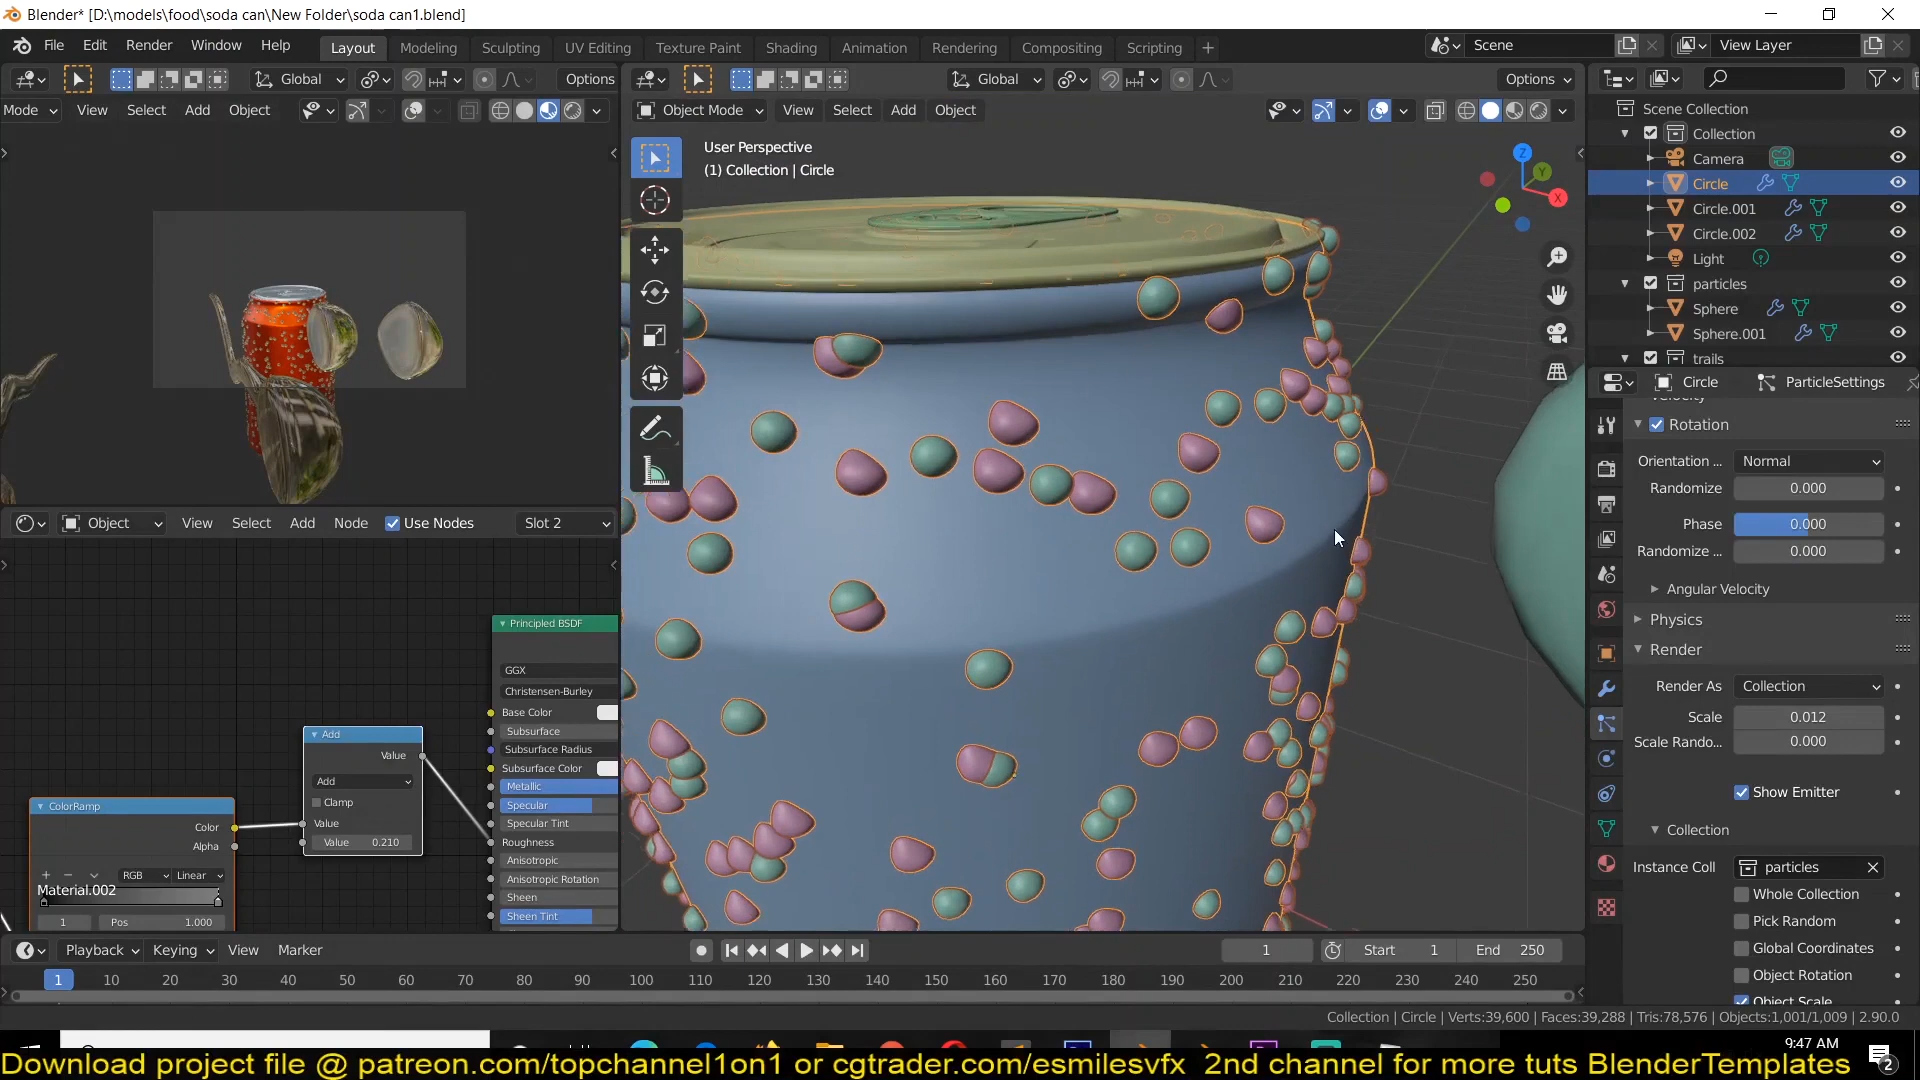 Blender* [D:\models\food\soda can\New Folder\soda can1.blend]
File Edit Render Window Help Layout Modeling Sculpting UV Editing Texture Paint Shading Animation Rendering Compositing Scripting + Scene View Layer
Global Options Global Options
Mode View Select Add Object Object Mode View Select Add Object
User Perspective
(1) Collection | Circle
Z
Y
X
Scene Collection
Collection
Camera
Circle
Circle.001
Circle.002
Light
particles
Sphere
Sphere.001
trails
Circle ParticleSettings
Velocity
Rotation
Orientation ... Normal
Randomize 0.000
Phase 0.000
Randomize ... 0.000
Angular Velocity
Physics
Render
Render As Collection
Scale 0.012
Scale Rando... 0.000
Show Emitter
Collection
Instance Coll particles
Whole Collection
Pick Random
Global Coordinates
Object Rotation
Object Scale
Object View Select Add Node Use Nodes Slot 2
Principled BSDF
GGX
Christensen-Burley
Base Color
Subsurface
Subsurface Radius
Subsurface Color
Metallic
Specular
Specular Tint
Roughness
Anisotropic
Anisotropic Rotation
Sheen
Sheen Tint
Add
Value
Add
Clamp
Value
Value 0.210
ColorRamp
Color
Alpha
RGB Linear
Material.002
1 Pos 1.000
Playback Keying View Marker 1 Start 1 End 250
1 10 20 30 40 50 60 70 80 90 100 110 120 130 140 150 160 170 180 190 200 210 220 230 240 250
Collection | Circle | Verts:39,600 | Faces:39,288 | Tris:78,576 | Objects:1,001/1,009 | 2.90.0
9:47 AM
2
Download project file @ patreon.com/topchannel1on1 or cgtrader.com/esmilesvfx 2nd channel for more tuts BlenderTemplates